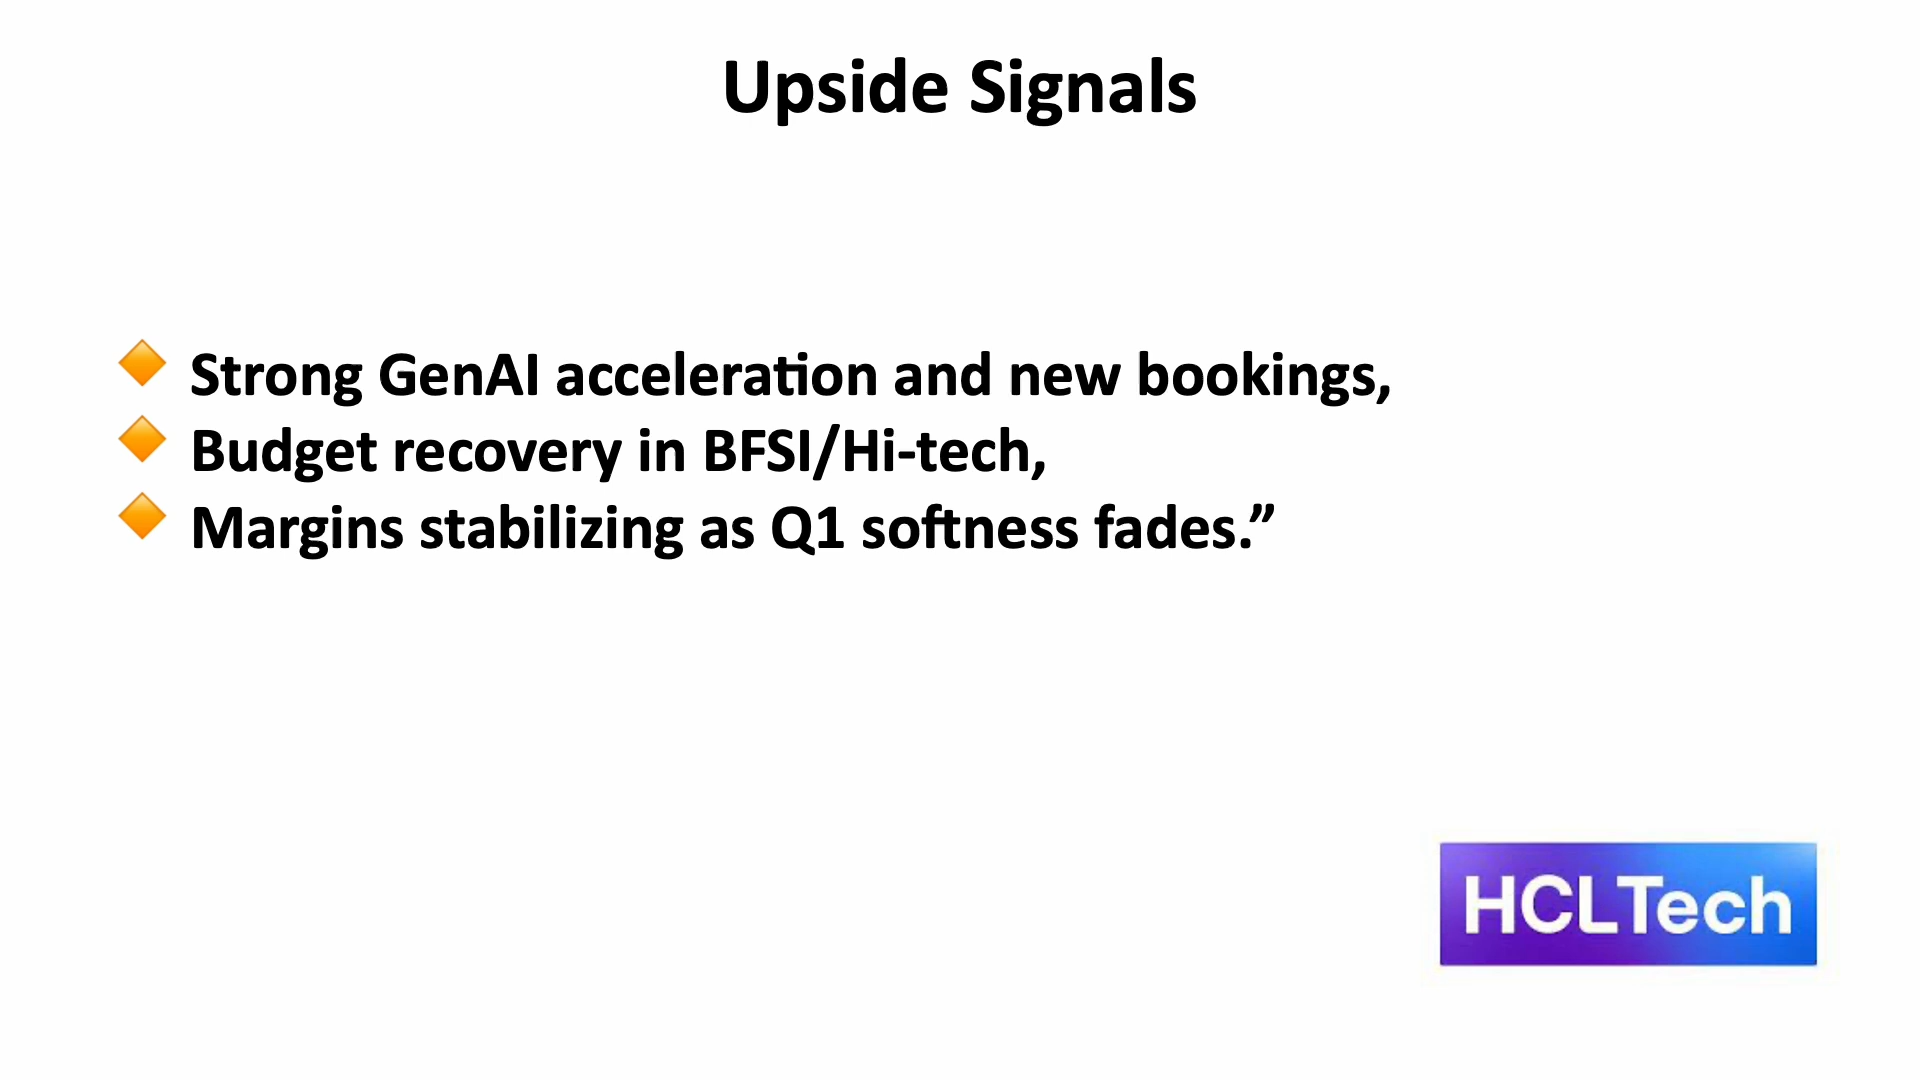 Upside Signals
🔶 Strong GenAI acceleration and new bookings,
🔶 Budget recovery in BFSI/Hi-tech,
🔶 Margins stabilizing as Q1 softness fades.”
HCLTech